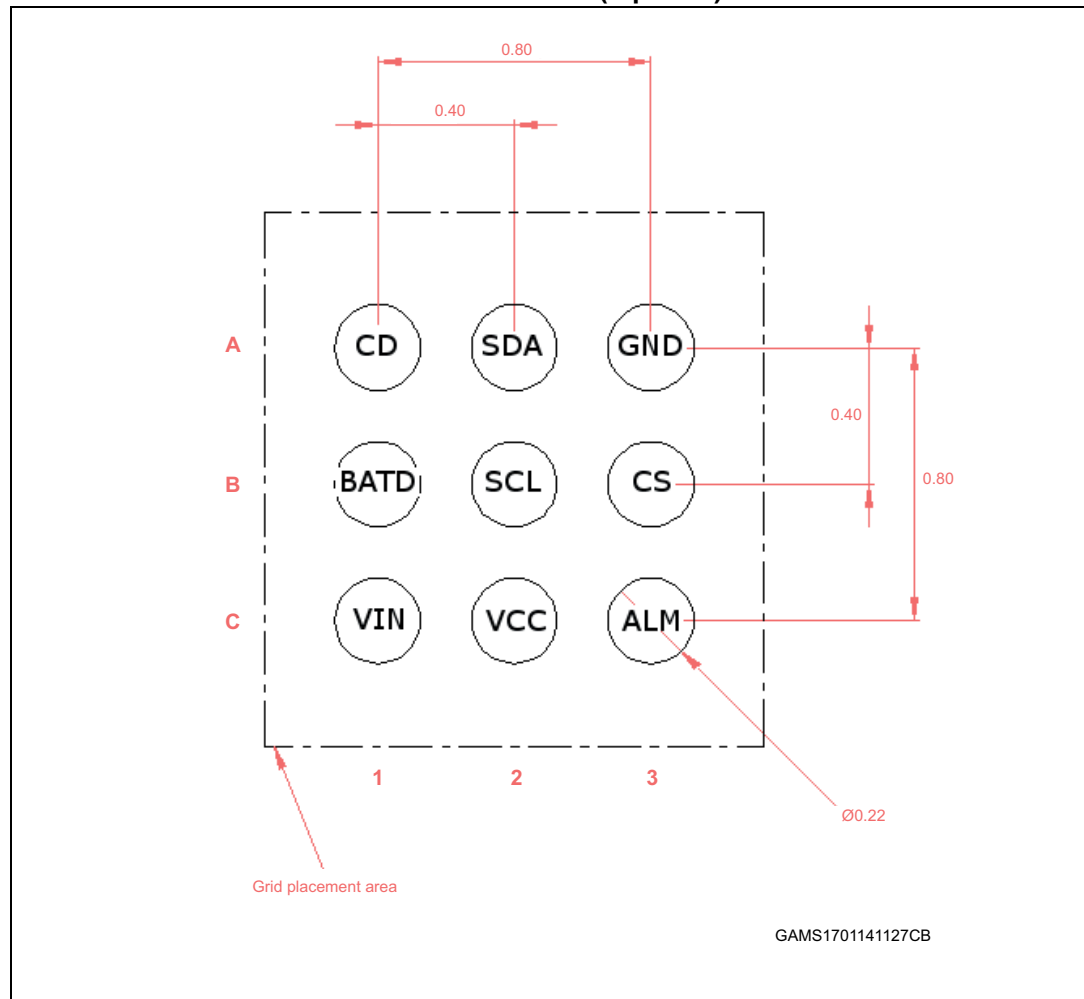 0.80
0.40
A CD SDA GND
0.40
B BATD SCL CS 0.80
C VIN VCC ALM
1 2 3
Ø0.22
Grid placement area
GAMS1701141127CB